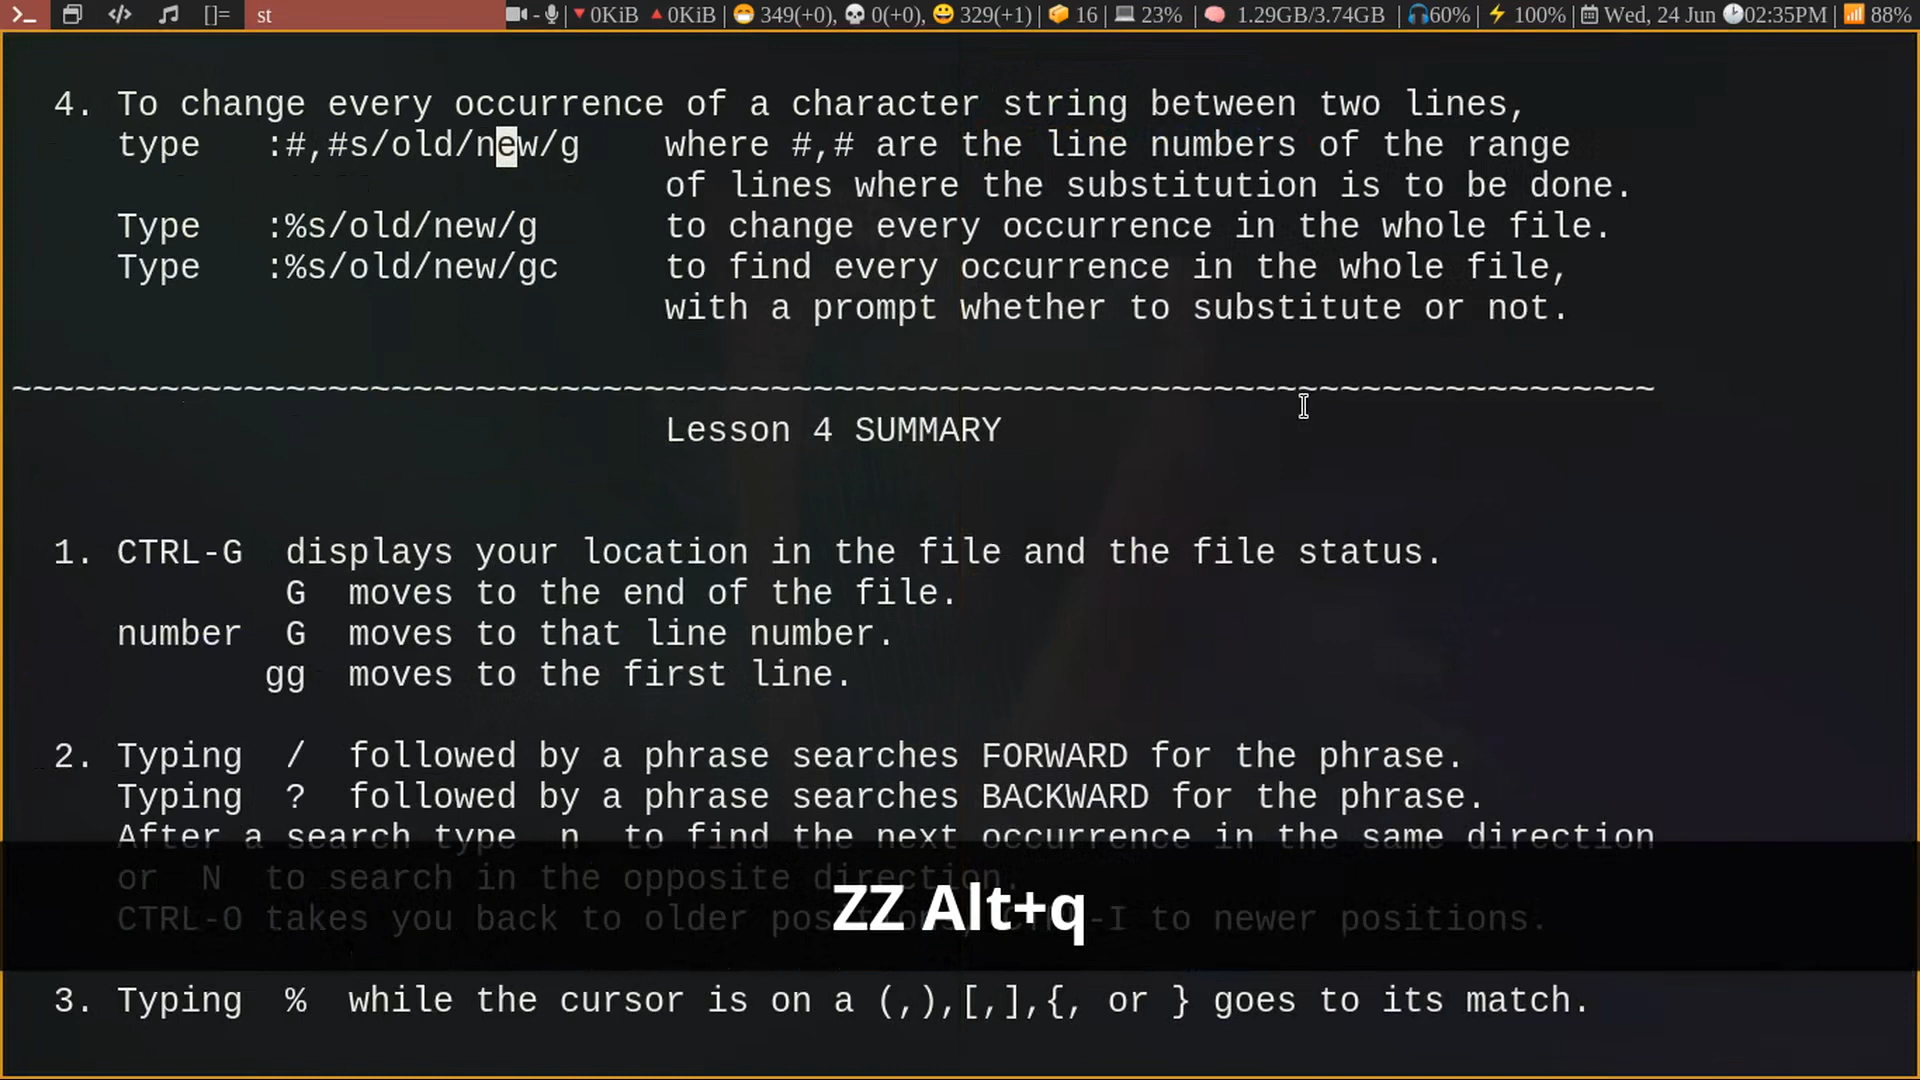 st - 0KiB 0KiB | 349(+0), 0(+0), 329(+1) | 16 | 23% | 1.29GB/3.74GB | 60% | 100% | Wed, 24 Jun 02:35PM | 88%
4. To change every occurrence of a character string between two lines,
type :#,#s/old/new/g where #,# are the line numbers of the range
of lines where the substitution is to be done.
Type :%s/old/new/g to change every occurrence in the whole file.
Type :%s/old/new/gc to find every occurrence in the whole file,
with a prompt whether to substitute or not.
~~~~~~~~~~~~~~~~~~~~~~~~~~~~~~~~~~~~~~~~~~~~~~~~~~~~~~~~~~~~~~~~~~~~~~~~~~~~~~
Lesson 4 SUMMARY
1. CTRL-G displays your location in the file and the file status.
G moves to the end of the file.
number G moves to that line number.
gg moves to the first line.
2. Typing / followed by a phrase searches FORWARD for the phrase.
Typing ? followed by a phrase searches BACKWARD for the phrase.
After a search type n to find the next occurrence in the same direction
or N to search in the opposite direction.
CTRL-O takes you back to older pos -I to newer positions.
ZZ Alt+q
3. Typing % while the cursor is on a (,),[,],{, or } goes to its match.